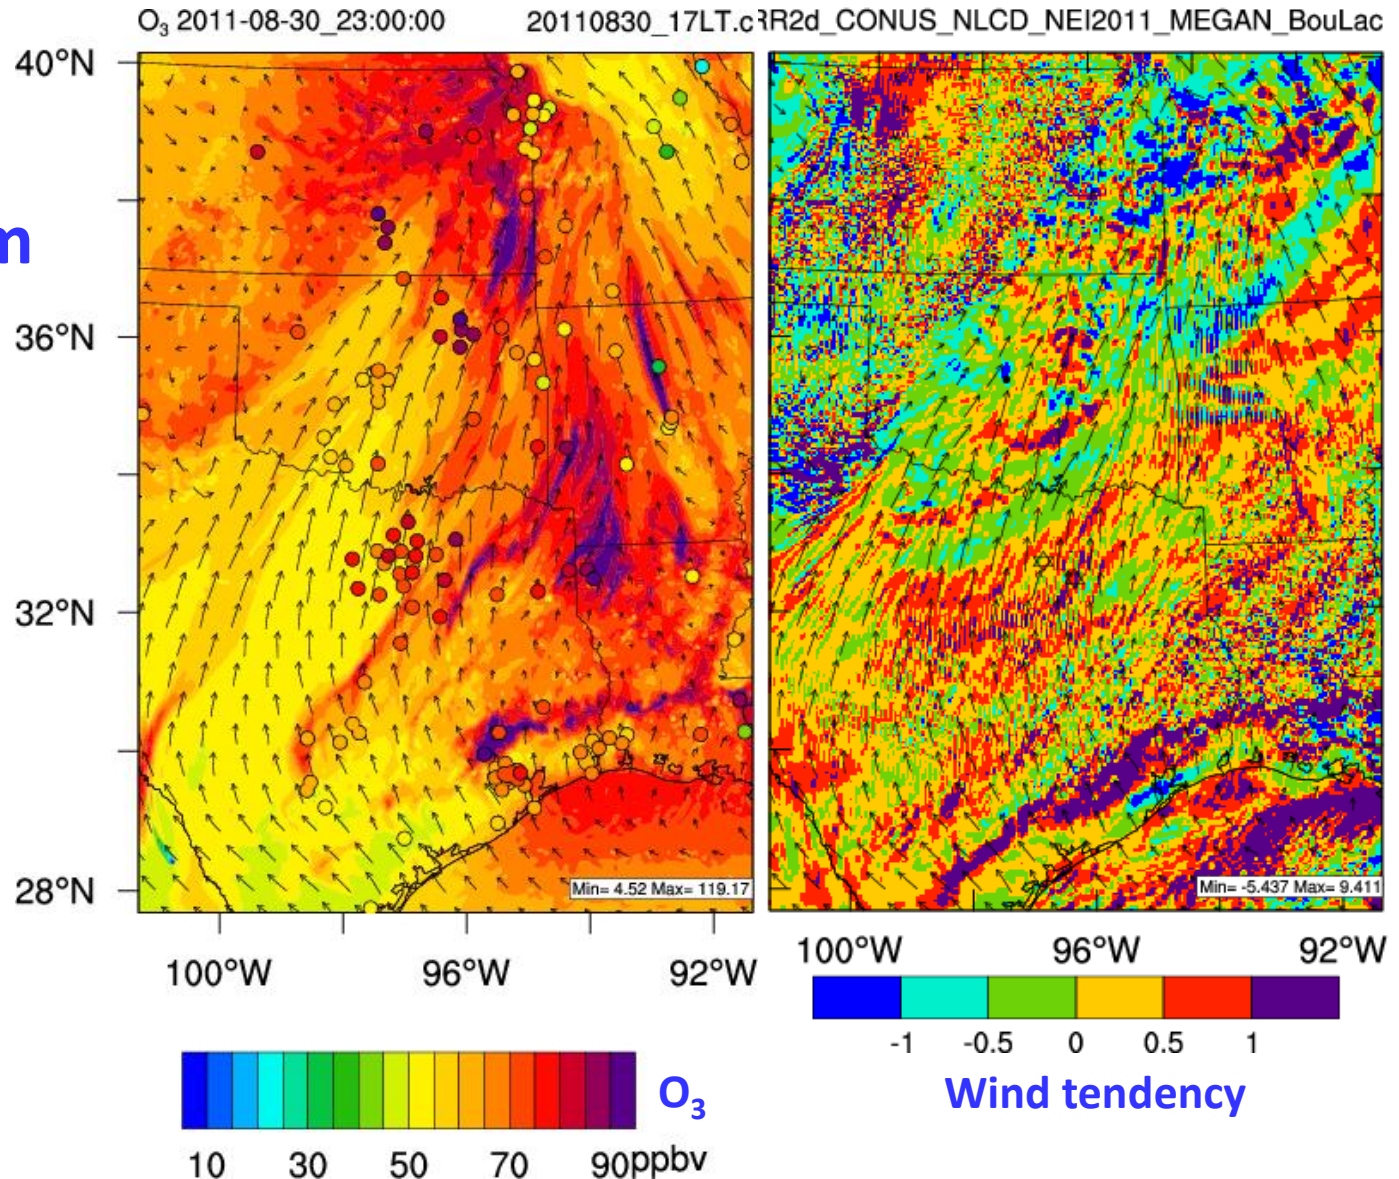 O₃ 2011-08-30_23:00:00 20110830_17LT.c
RR2d_CONUS_NLCD_NEI2011_MEGAN_BouLac
40°N
m
36°N
32°N
28°N
Min= 4.52 Max= 119.17
Min= -5.437 Max= 9.411
100°W 96°W 92°W
100°W 96°W 92°W
-1 -0.5 0 0.5 1
Wind tendency
O₃
10 30 50 70 90ppbv